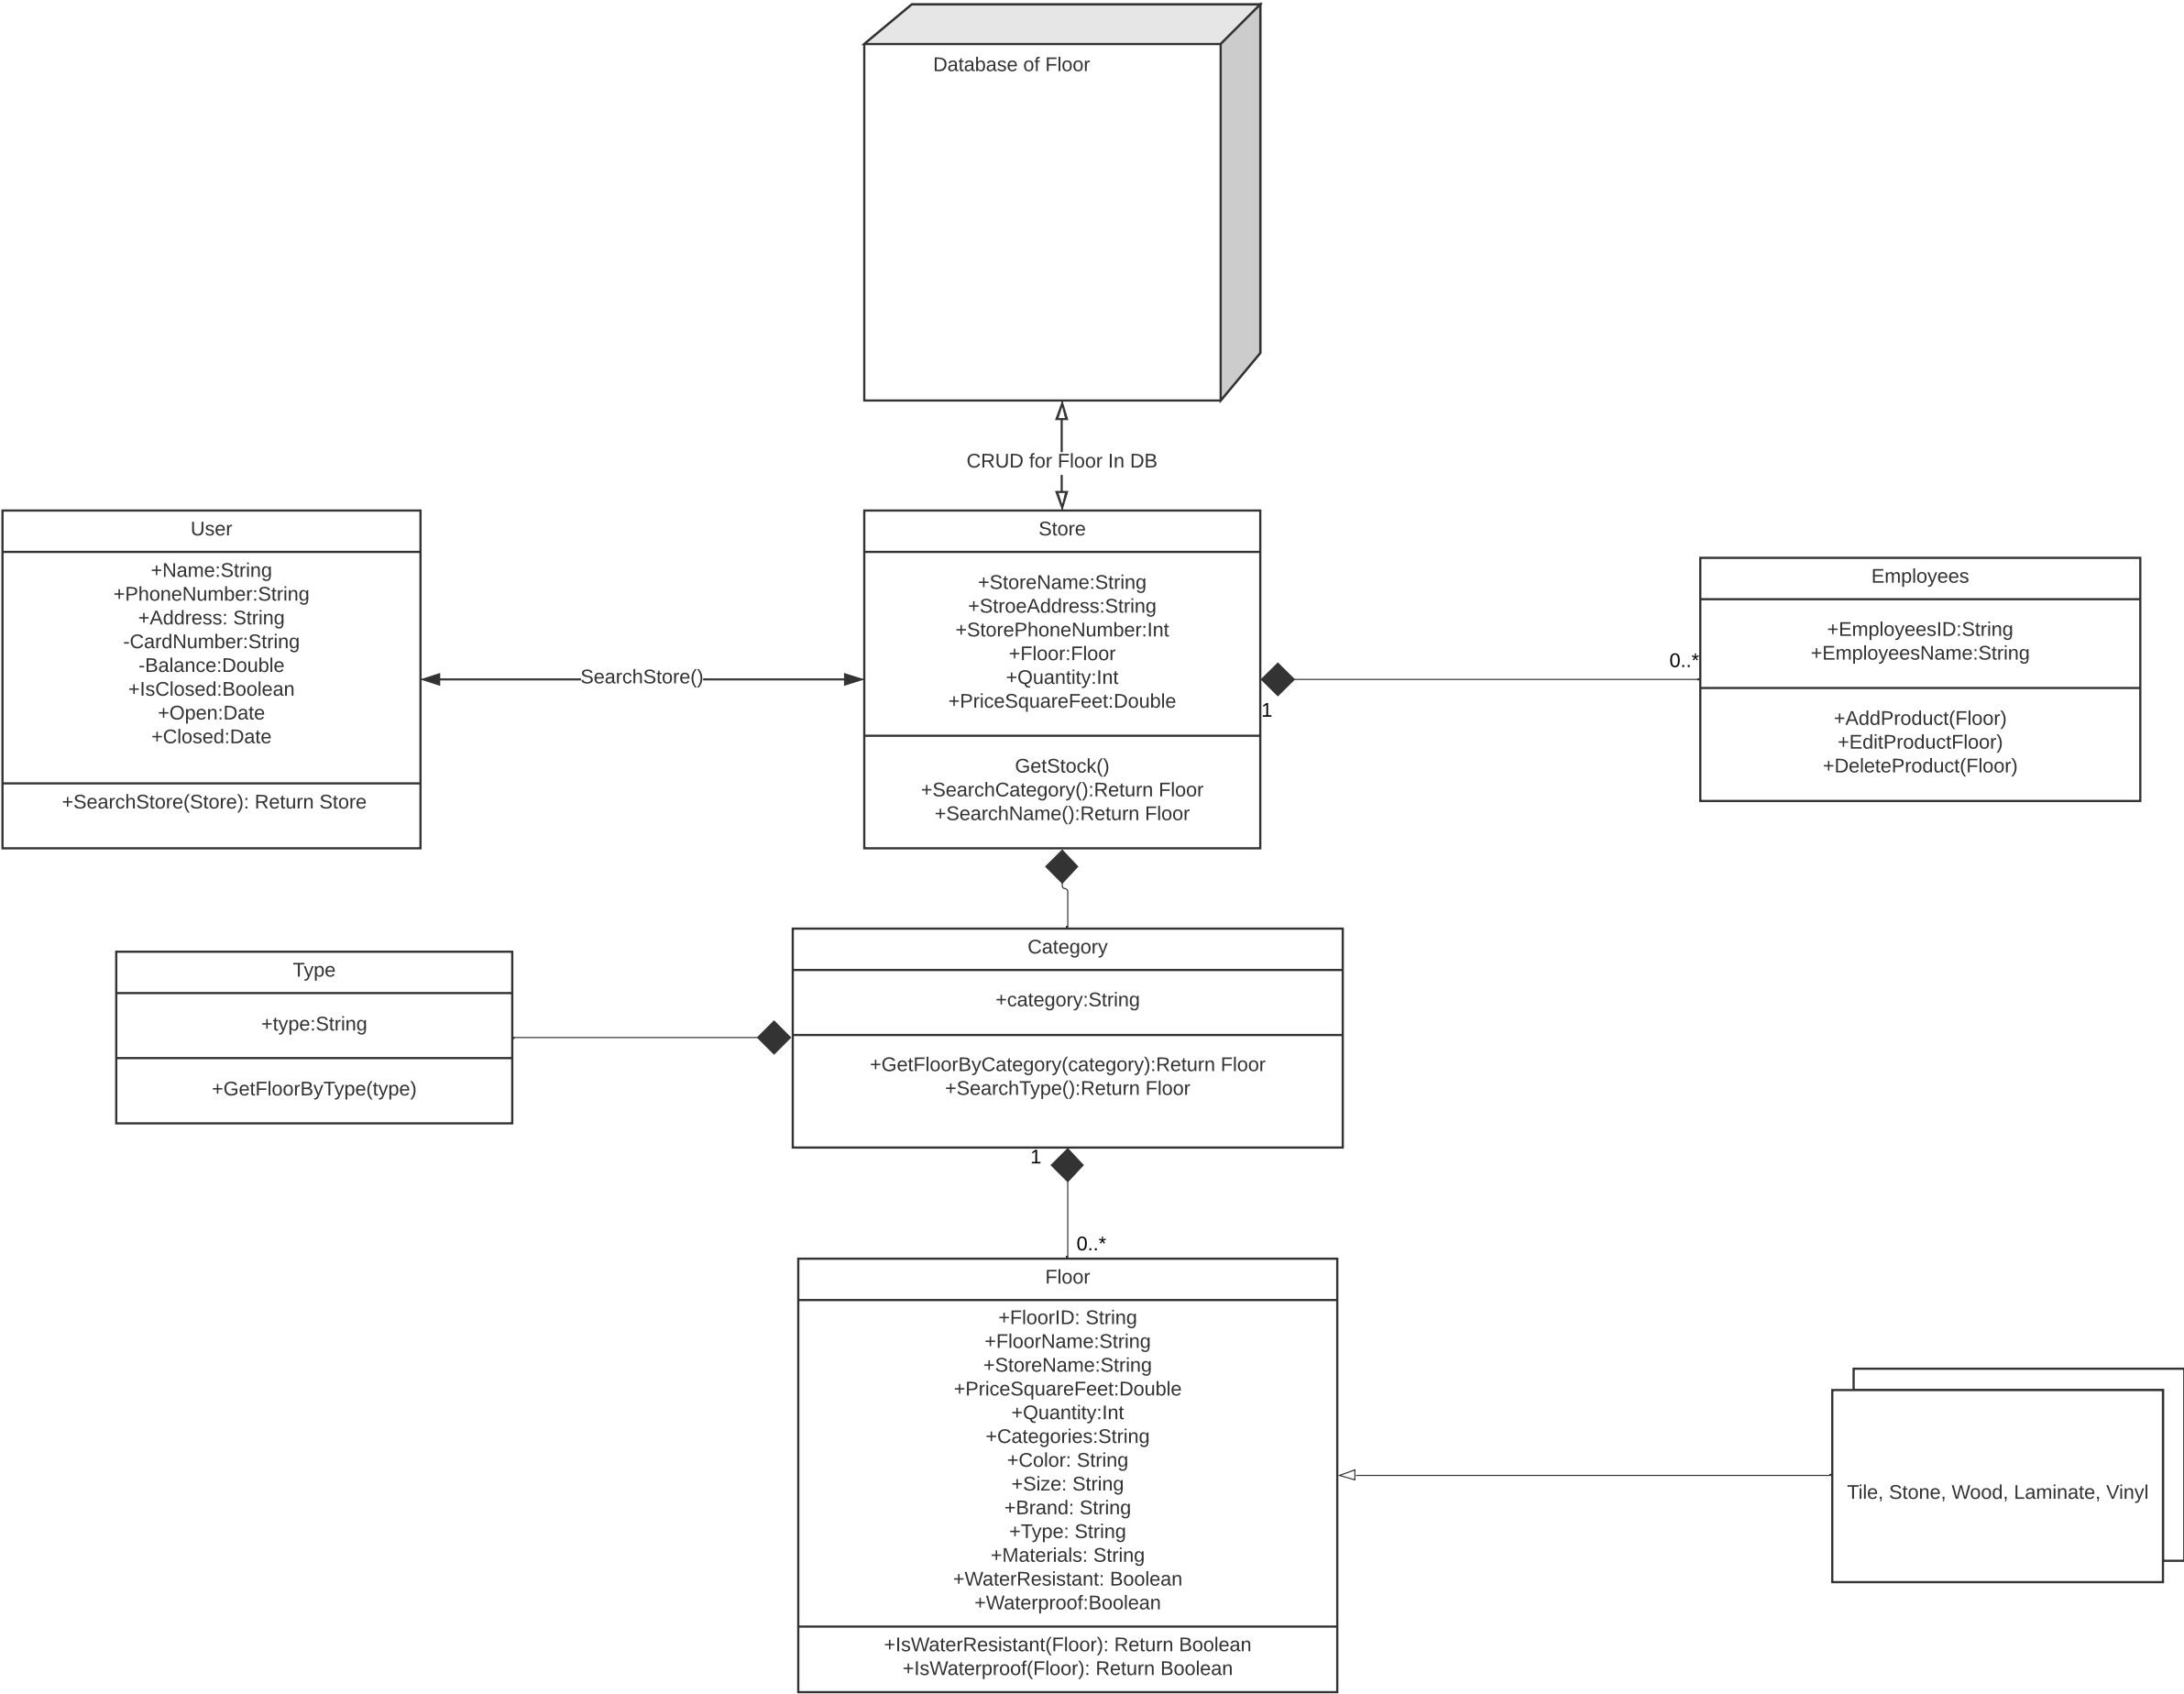 Database of Floor
CRUD for Floor In DB
User
+Name:String
+PhoneNumber:String
+Address: String
-CardNumber:String
-Balance:Double
+IsClosed:Boolean
+Open:Date
+Closed:Date
+SearchStore(Store): Return Store
SearchStore()
Store
+StoreName:String
+StroeAddress:String
+StorePhoneNumber:Int
+Floor:Floor
+Quantity:Int
+PriceSquareFeet:Double
GetStock()
+SearchCategory():Return Floor
+SearchName():Return Floor
1
0..*
Employees
+EmployeesID:String
+EmployeesName:String
+AddProduct(Floor)
+EditProductFloor)
+DeleteProduct(Floor)
Type
+type:String
+GetFloorByType(type)
Category
+category:String
+GetFloorByCategory(category):Return Floor
+SearchType():Return Floor
1
0..*
Floor
+FloorID: String
+FloorName:String
+StoreName:String
+PriceSquareFeet:Double
+Quantity:Int
+Categories:String
+Color: String
+Size: String
+Brand: String
+Type: String
+Materials: String
+WaterResistant: Boolean
+Waterproof:Boolean
+IsWaterResistant(Floor): Return Boolean
+IsWaterproof(Floor): Return Boolean
Tile, Stone, Wood, Laminate, Vinyl